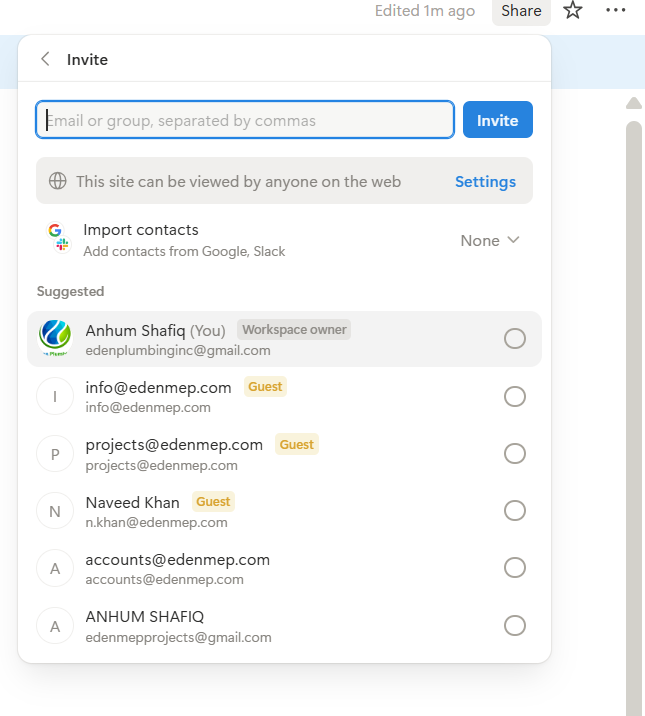 Edited 1m ago Share
Invite
Email or group, separated by commas Invite
This site can be viewed by anyone on the web Settings
Import contacts
Add contacts from Google, Slack
None
Suggested
Anhum Shafiq (You) Workspace owner
edenplumbinginc@gmail.com
I
info@edenmep.com Guest
info@edenmep.com
P
projects@edenmep.com Guest
projects@edenmep.com
N
Naveed Khan Guest
n.khan@edenmep.com
A
accounts@edenmep.com
accounts@edenmep.com
A
ANHUM SHAFIQ
edenmepprojects@gmail.com